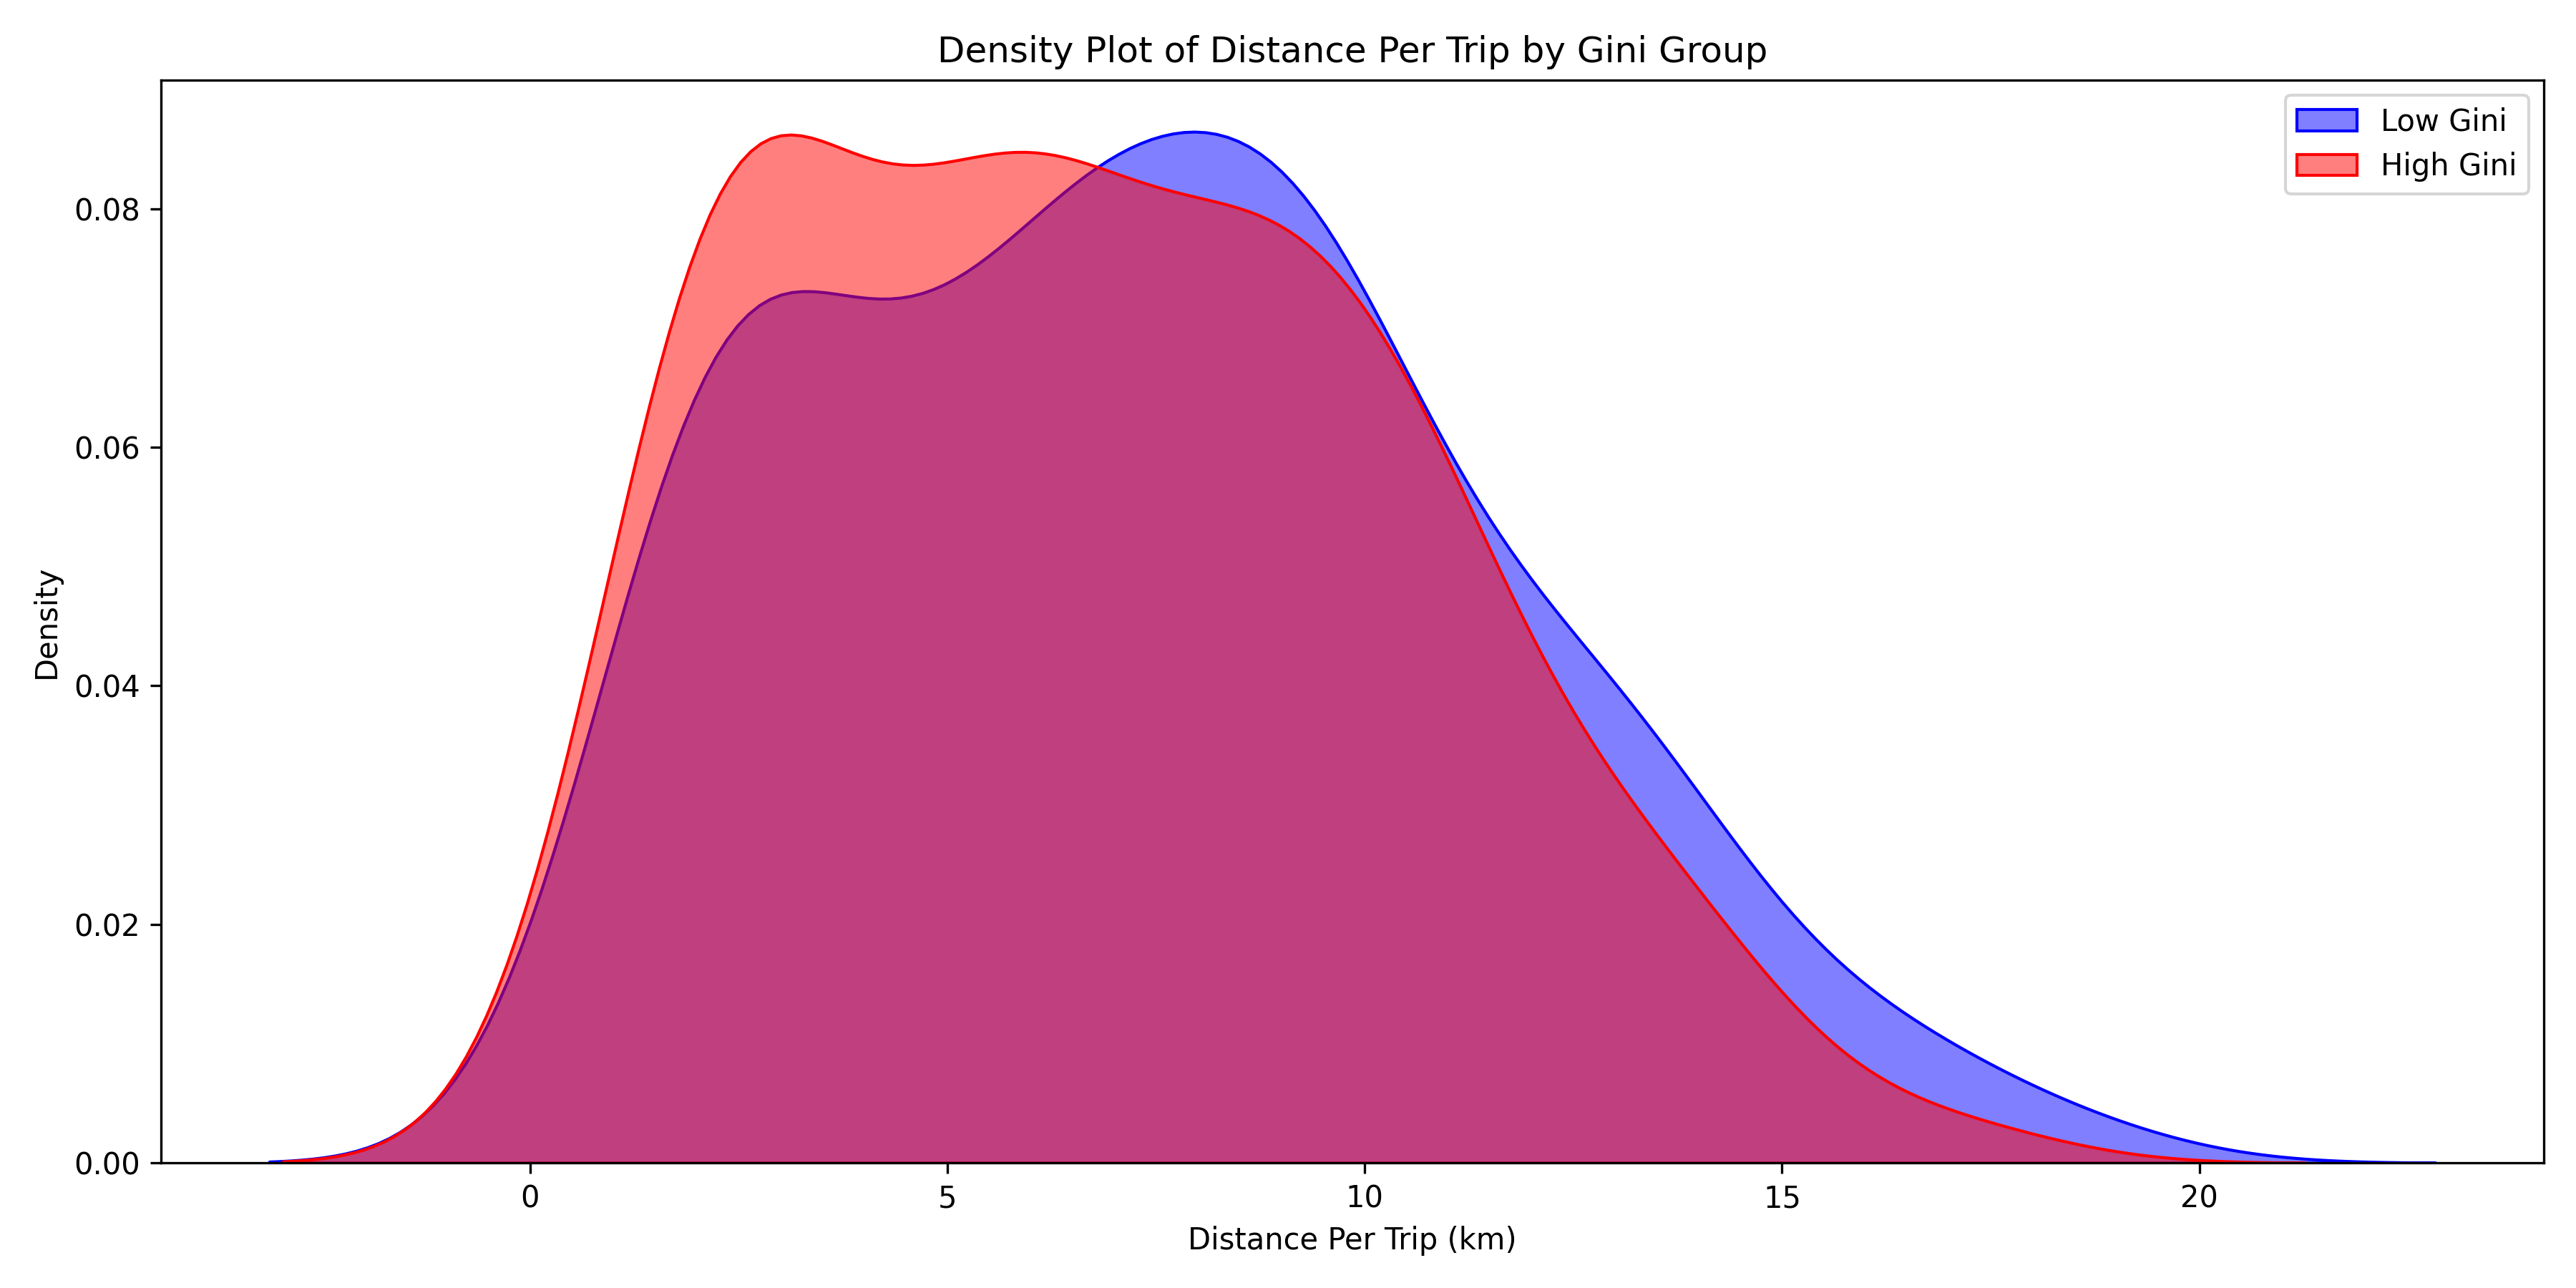 Density Plot of Distance Per Trip by Gini Group
Low Gini
High Gini
0.08
0.06
0.04
0.02
0.00
Density
0
5
10
15
20
Distance Per Trip (km)